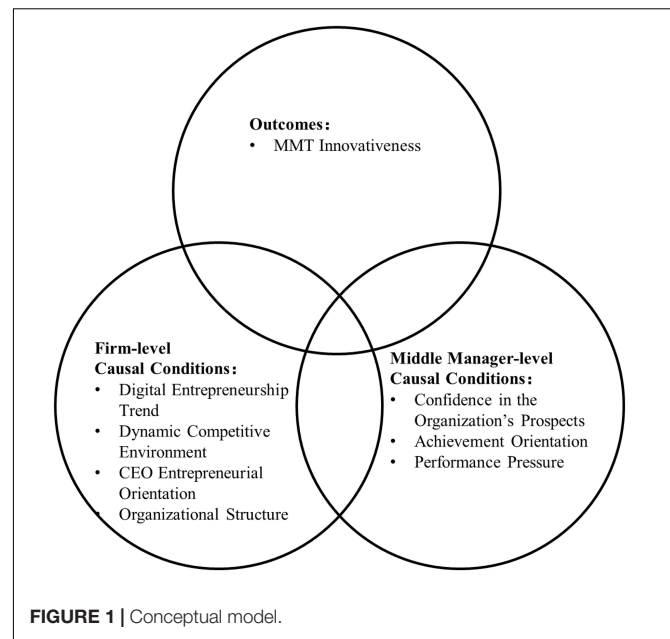 Outcomes：
• MMT Innovativeness
Firm-level
Causal Conditions：
• Digital Entrepreneurship
Trend
• Dynamic Competitive
Environment
• CEO Entrepreneurial
Orientation
• Organizational Structure
Middle Manager-level
Causal Conditions：
• Confidence in the
Organization’s Prospects
• Achievement Orientation
• Performance Pressure
FIGURE 1 | Conceptual model.